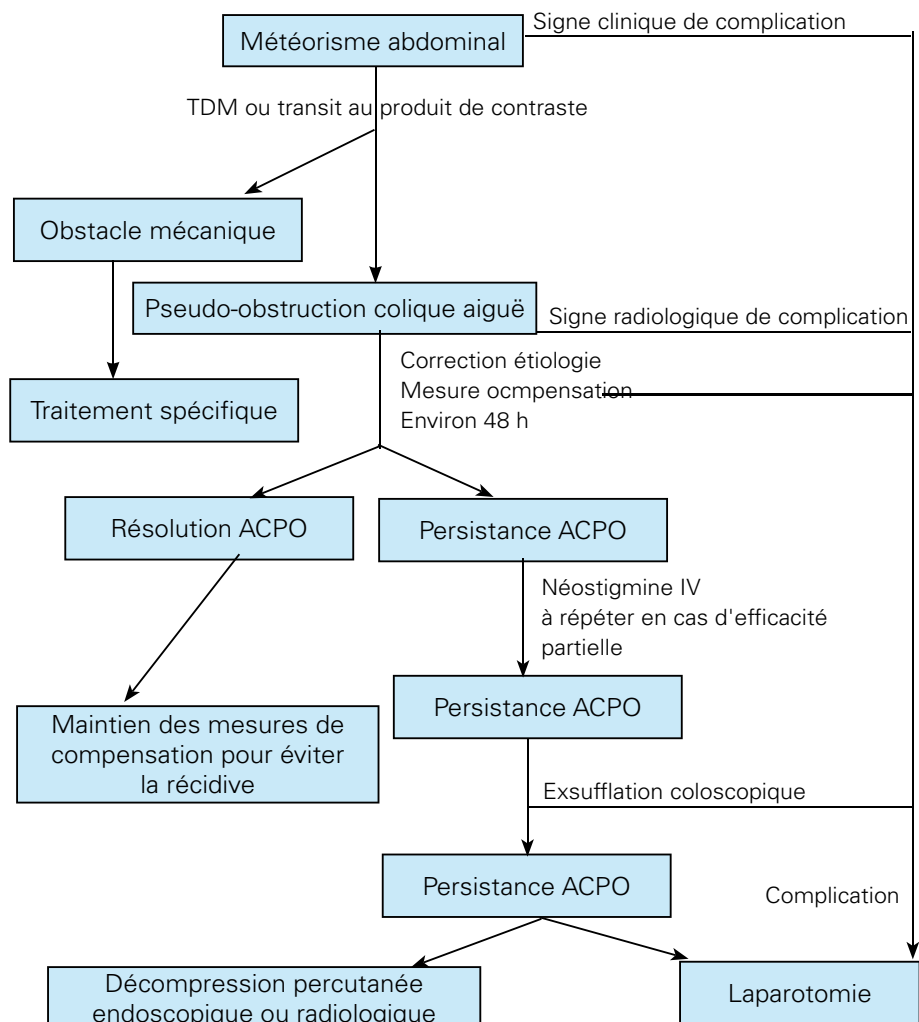 Signe clinique de complication
Météorisme abdominal
TDM ou transit au produit de contraste
Obstacle mécanique
Pseudo-obstruction colique aiguë
Signe radiologique de complication
Correction étiologie
Mesure ocmpensation
Environ 48 h
Traitement spécifique
Résolution ACPO
Persistance ACPO
Néostigmine IV
à répéter en cas d'efficacité
partielle
Persistance ACPO
Maintien des mesures de
compensation pour éviter
la récidive
Exsufflation coloscopique
Persistance ACPO
Complication
Décompression percutanée
endoscopique ou radiologique
Laparotomie